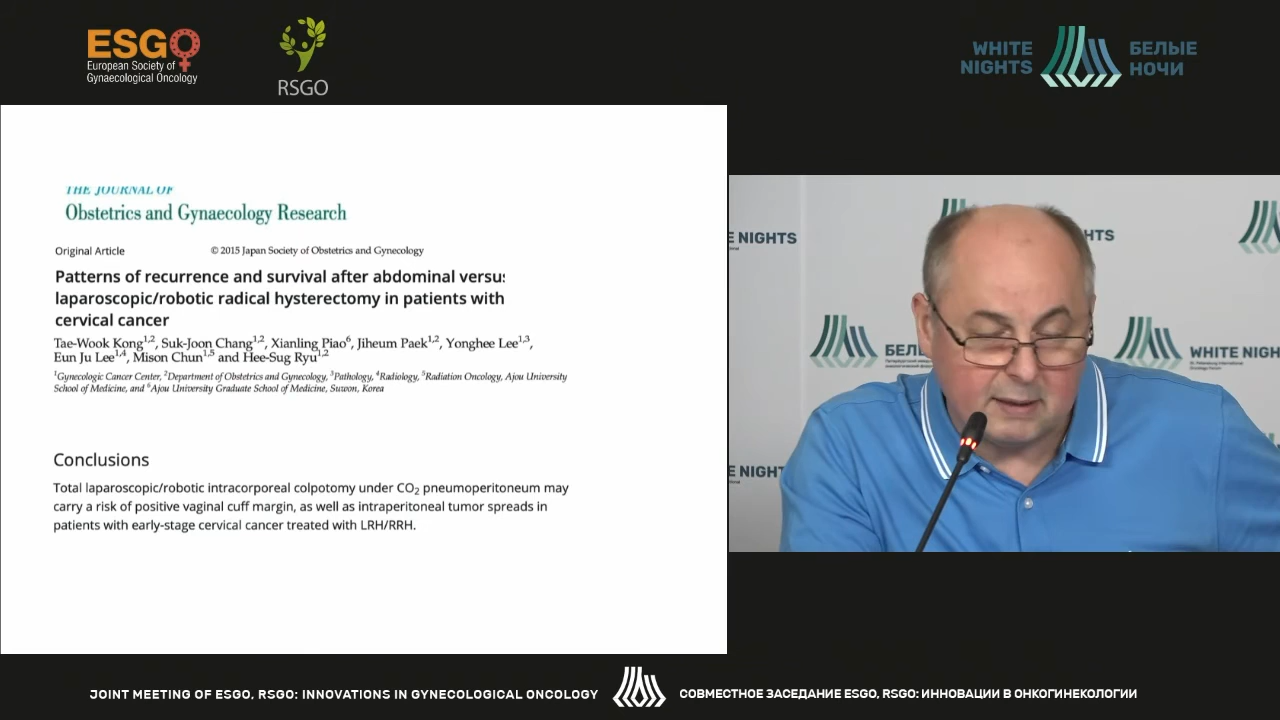 ESGO
European Society of
Gynaecological Oncology
RSGO
WHITE
NIGHTS
БЕЛЫЕ
НОЧИ
THE JOURNAL OF
Obstetrics and Gynaecology Research
Original Article
© 2015 Japan Society of Obstetrics and Gynecology
Patterns of recurrence and survival after abdominal versus
laparoscopic/robotic radical hysterectomy in patients with
cervical cancer
Tae-Wook Kong1,2, Suk-Joon Chang1,2, Xianling Piao6, Jiheum Paek1,2, Yonghee Lee1,3,
Eun Ju Lee1,4, Mison Chun1,5 and Hee-Sug Ryu1,2
1Gynecologic Cancer Center, 2Department of Obstetrics and Gynecology, 3Pathology, 4Radiology, 5Radiation Oncology, Ajou University
School of Medicine, and 6Ajou University Graduate School of Medicine, Suwon, Korea
Conclusions
Total laparoscopic/robotic intracorporeal colpotomy under CO2 pneumoperitoneum may
carry a risk of positive vaginal cuff margin, as well as intraperitoneal tumor spreads in
patients with early-stage cervical cancer treated with LRH/RRH.
E NIGHTS
HTS
БЕЛ
WHITE NIGH
E NIGHT
JOINT MEETING OF ESGO, RSGO: INNOVATIONS IN GYNECOLOGICAL ONCOLOGY
СОВМЕСТНОЕ ЗАСЕДАНИЕ ESGO, RSGO: ИННОВАЦИИ В ОНКОГИНЕКОЛОГИИ